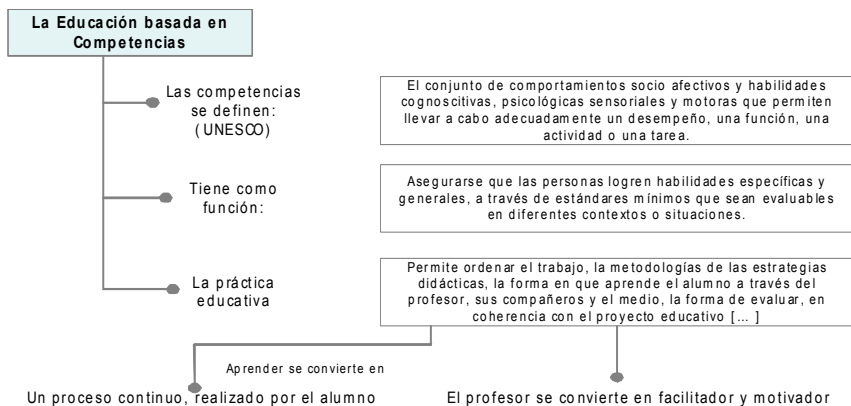 La Educación basada en
Competencias
Las competencias
se definen:
(UNESCO)
El conjunto de comportamientos socio afectivos y habilidades
cognoscitivas, psicológicas sensoriales y motoras que permiten
llevar a cabo adecuadamente un desempeño, una función, una
actividad o una tarea.
Tiene como
función:
Asegurarse que las personas logren habilidades específicas y
generales, a través de estándares mínimos que sean evaluables
en diferentes contextos o situaciones.
La práctica
educativa
Permite ordenar el trabajo, la metodologías de las estrategias
didácticas, la forma en que aprende el alumno a través del
profesor, sus compañeros y el medio, la forma de evaluar, en
coherencia con el proyecto educativo [... ]
Aprender se convierte en
Un proceso continuo, realizado por el alumno
El profesor se convierte en facilitador y motivador